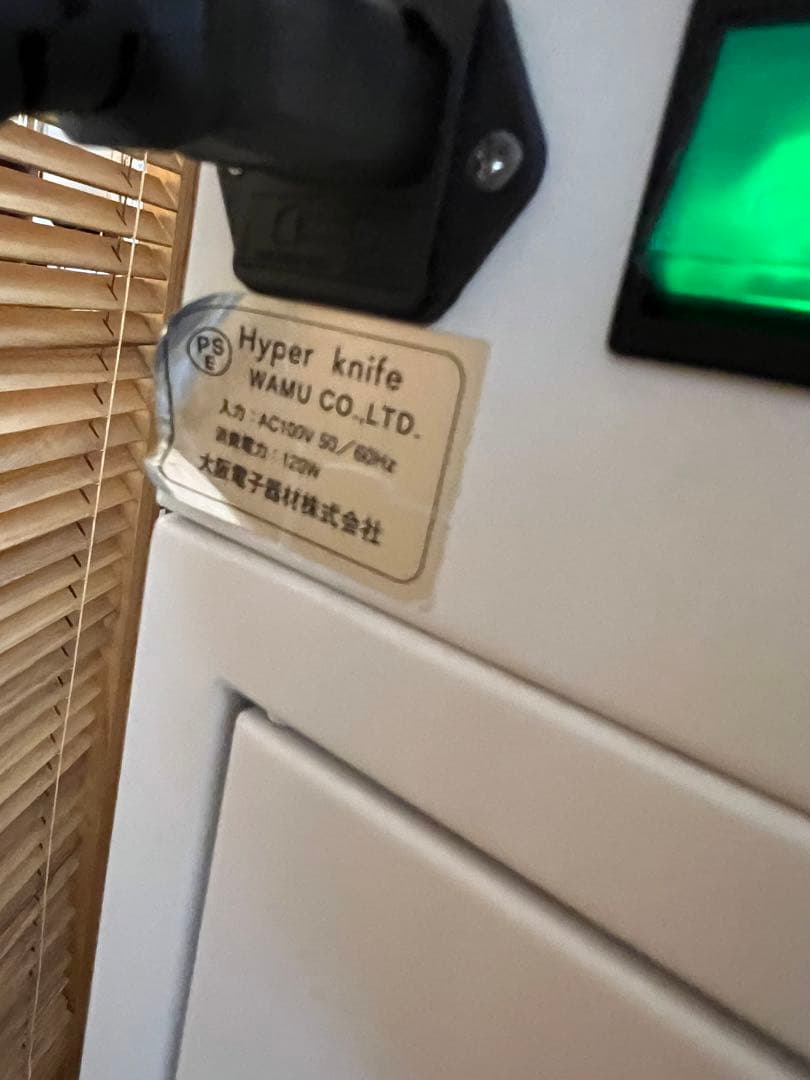 PS
E
Hyper knife
WAMU CO.,LTD.
入力：AC100V 50／60Hz
消費電力：120W
大阪電子器材株式会社